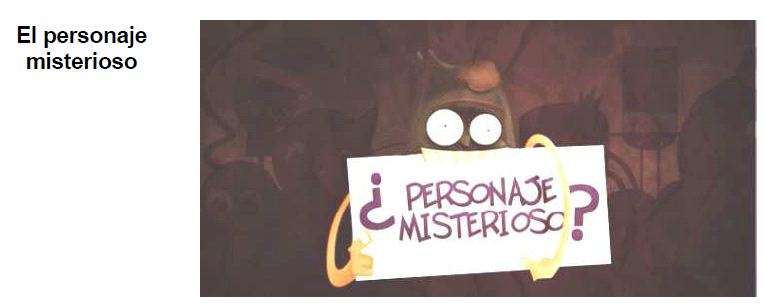 El personaje
misterioso
¿ PERSONAJE
MISTERIOSO ?